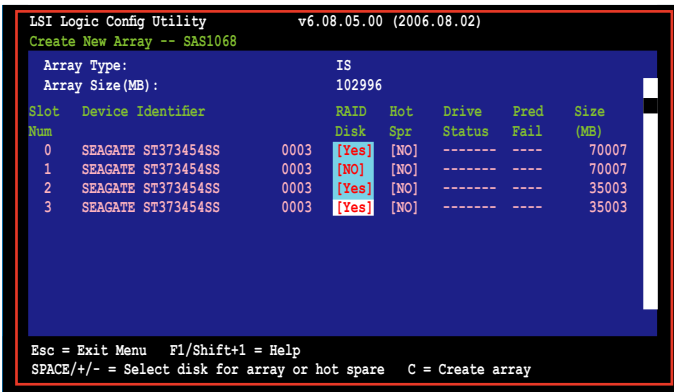 LSI Logic Config Utility v6.08.05.00 (2006.08.02)
Create New Array -- SAS1068
Array Type: IS
Array Size(MB): 102996
Slot Device Identifier RAID Hot Drive Pred Size
Num Disk Spr Status Fail (MB)
0 SEAGATE ST373454SS 0003 [Yes] [NO] ------- ---- 70007
1 SEAGATE ST373454SS 0003 [NO] [NO] ------- ---- 70007
2 SEAGATE ST373454SS 0003 [Yes] [NO] ------- ---- 35003
3 SEAGATE ST373454SS 0003 [Yes] [NO] ------- ---- 35003
Esc = Exit Menu F1/Shift+1 = Help
SPACE/+/- = Select disk for array or hot spare C = Create array